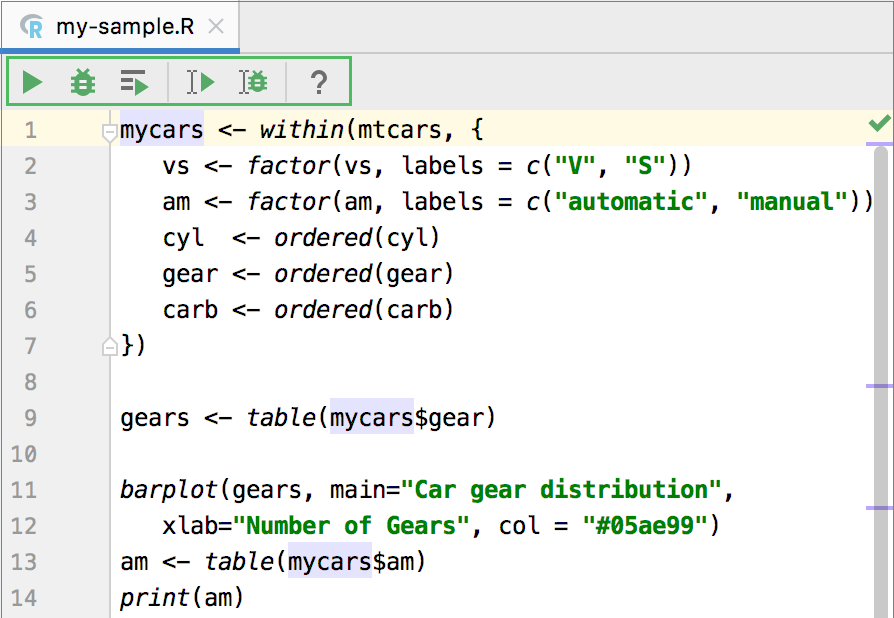 my-sample.R
1 mycars <- within(mtcars, {
2    vs <- factor(vs, labels = c("V", "S"))
3    am <- factor(am, labels = c("automatic", "manual"))
4    cyl  <- ordered(cyl)
5    gear <- ordered(gear)
6    carb <- ordered(carb)
7 })
8
9 gears <- table(mycars$gear)
10
11 barplot(gears, main="Car gear distribution",
12    xlab="Number of Gears", col = "#05ae99")
13 am <- table(mycars$am)
14 print(am)